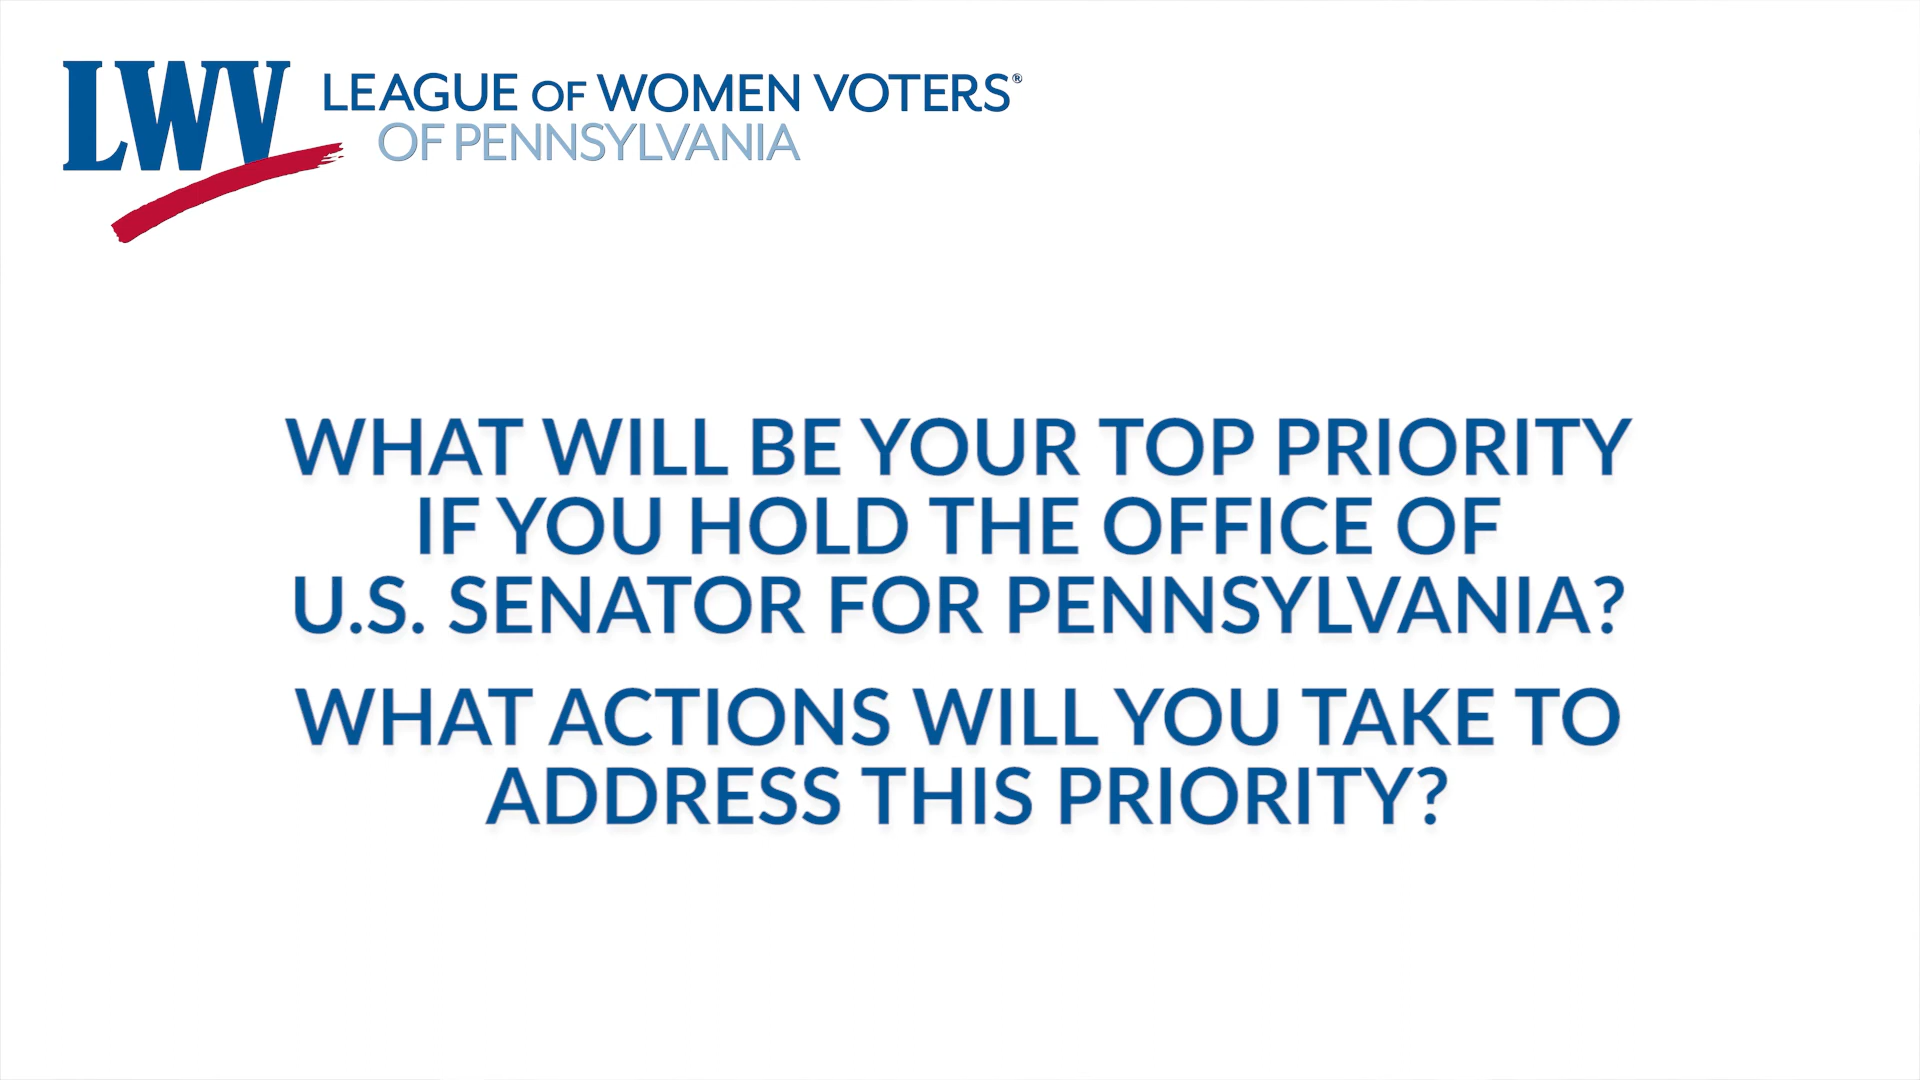 LWV LEAGUE OF WOMEN VOTERS®
OF PENNSYLVANIA
WHAT WILL BE YOUR TOP PRIORITY
IF YOU HOLD THE OFFICE OF
U.S. SENATOR FOR PENNSYLVANIA?
WHAT ACTIONS WILL YOU TAKE TO
ADDRESS THIS PRIORITY?